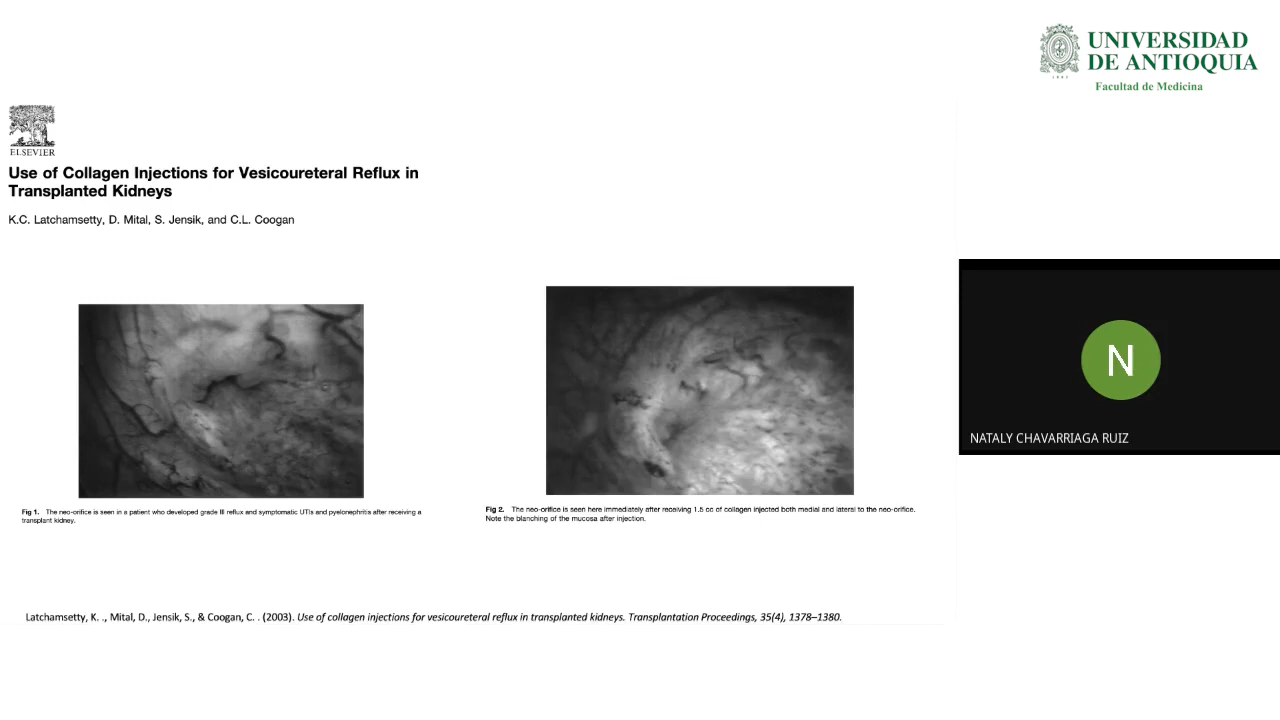 UNIVERSIDAD
DE ANTIOQUIA
1803
Facultad de Medicina
ELSEVIER
Use of Collagen Injections for Vesicoureteral Reflux in
Transplanted Kidneys
K.C. Latchamsetty, D. Mital, S. Jensik, and C.L. Coogan
Fig 1. The neo-orifice is seen in a patient who developed grade III reflux and symptomatic UTIs and pyelonephritis after receiving a
transplant kidney.
Fig 2. The neo-orifice is seen here immediately after receiving 1.5 cc of collagen injected both medial and lateral to the neo-orifice.
Note the blanching of the mucosa after injection.
N
NATALY CHAVARRIAGA RUIZ
Latchamsetty, K. ., Mital, D., Jensik, S., & Coogan, C. . (2003). Use of collagen injections for vesicoureteral reflux in transplanted kidneys. Transplantation Proceedings, 35(4), 1378–1380.